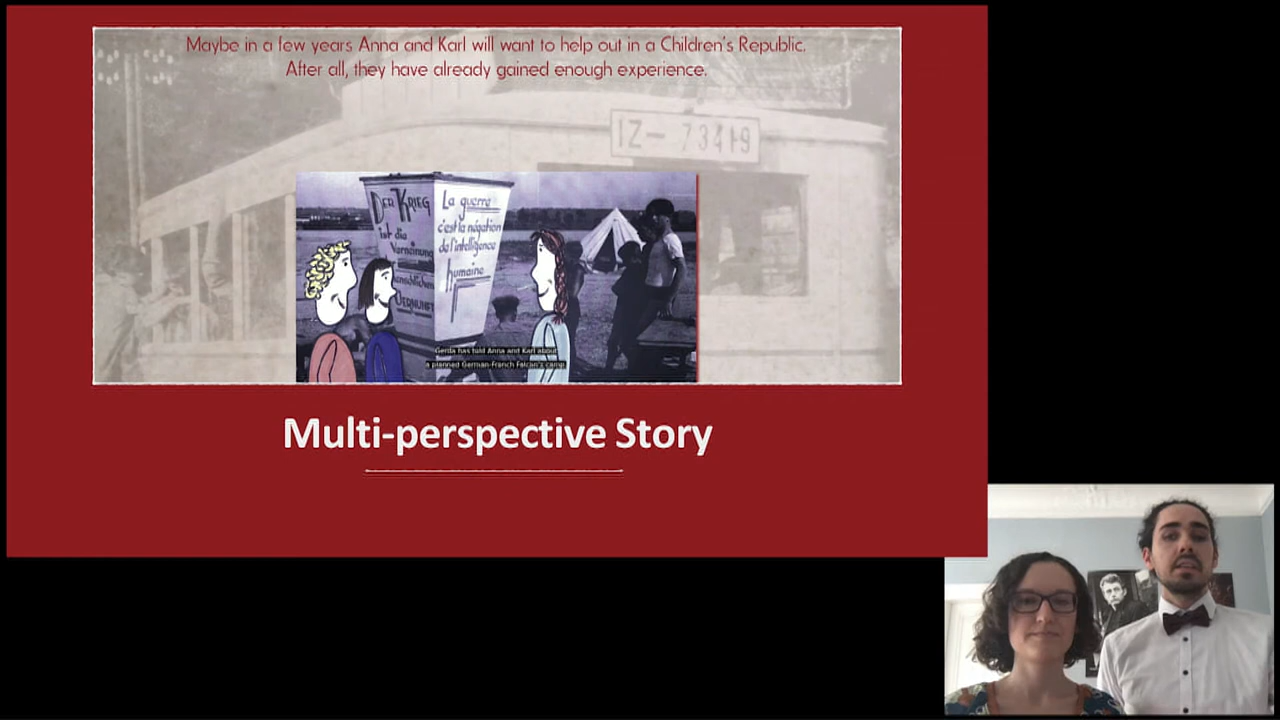 Maybe in a few years Anna and Karl will want to help out in a Children's Republic.
After all, they have already gained enough experience.
IZ- 73419
DER KRIEG
ist die
Verneinung
menschlichen
VERNUNFT
La guerre
c'est la négation
de l'intelligence
humaine
Gerda has told Anna and Karl about
a planned German-French Falcon's camp
Multi-perspective Story